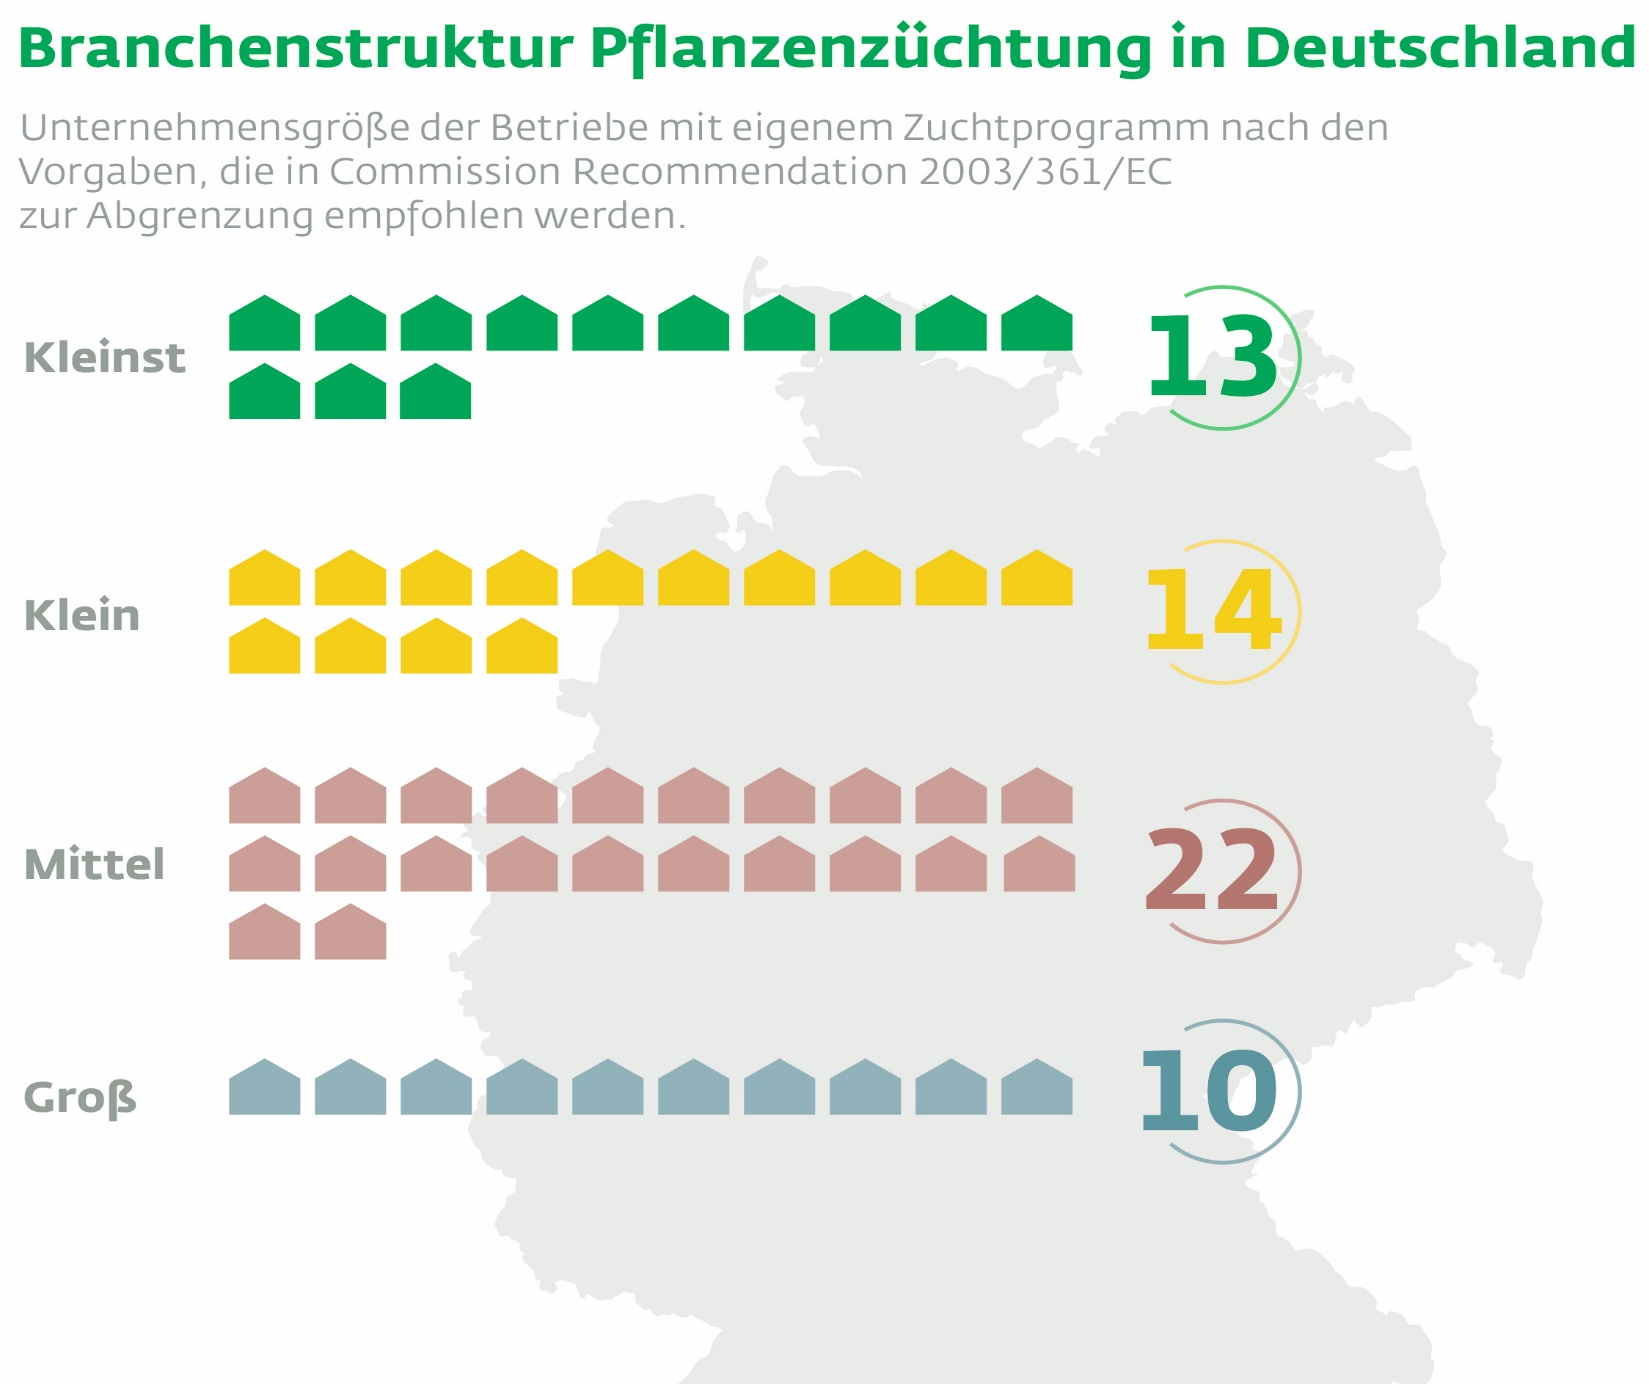 Branchenstruktur Pflanzenzüchtung in Deutschland
Unternehmensgröße der Betriebe mit eigenem Zuchtprogramm nach den
Vorgaben, die in Commission Recommendation 2003/361/EC
zur Abgrenzung empfohlen werden.
Kleinst 13
Klein 14
Mittel 22
Groß 10